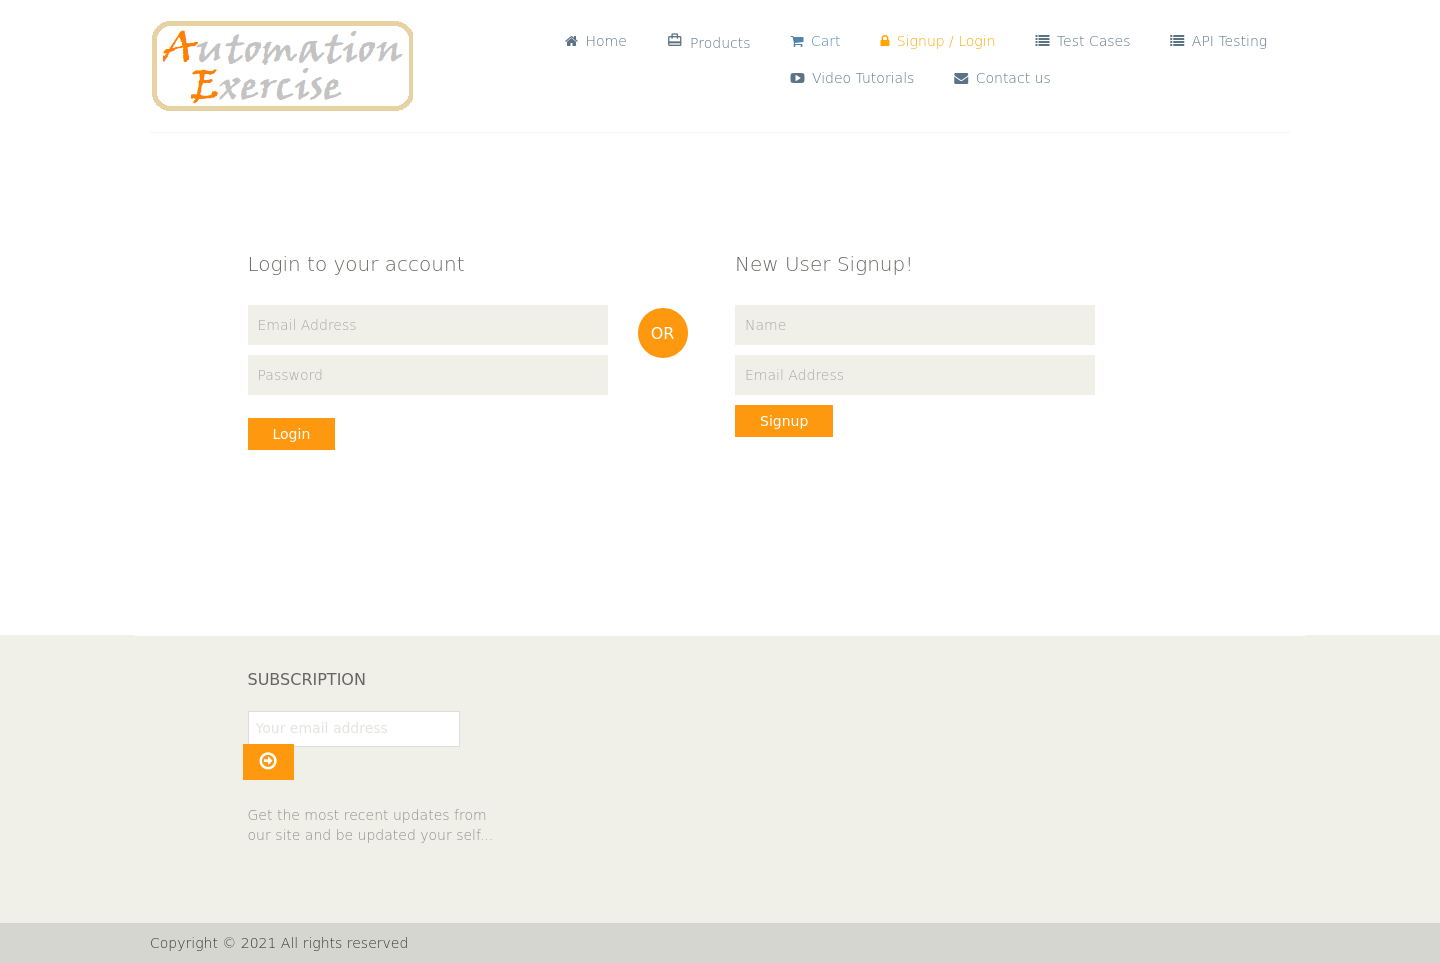 Automation
Exercise
Home
Products
Cart
Signup / Login
Test Cases
API Testing
Video Tutorials
Contact us
Login to your account
Email Address
Password
Login
OR
New User Signup!
Name
Email Address
Signup
SUBSCRIPTION
Your email address
Get the most recent updates from
our site and be updated your self...
Copyright © 2021 All rights reserved